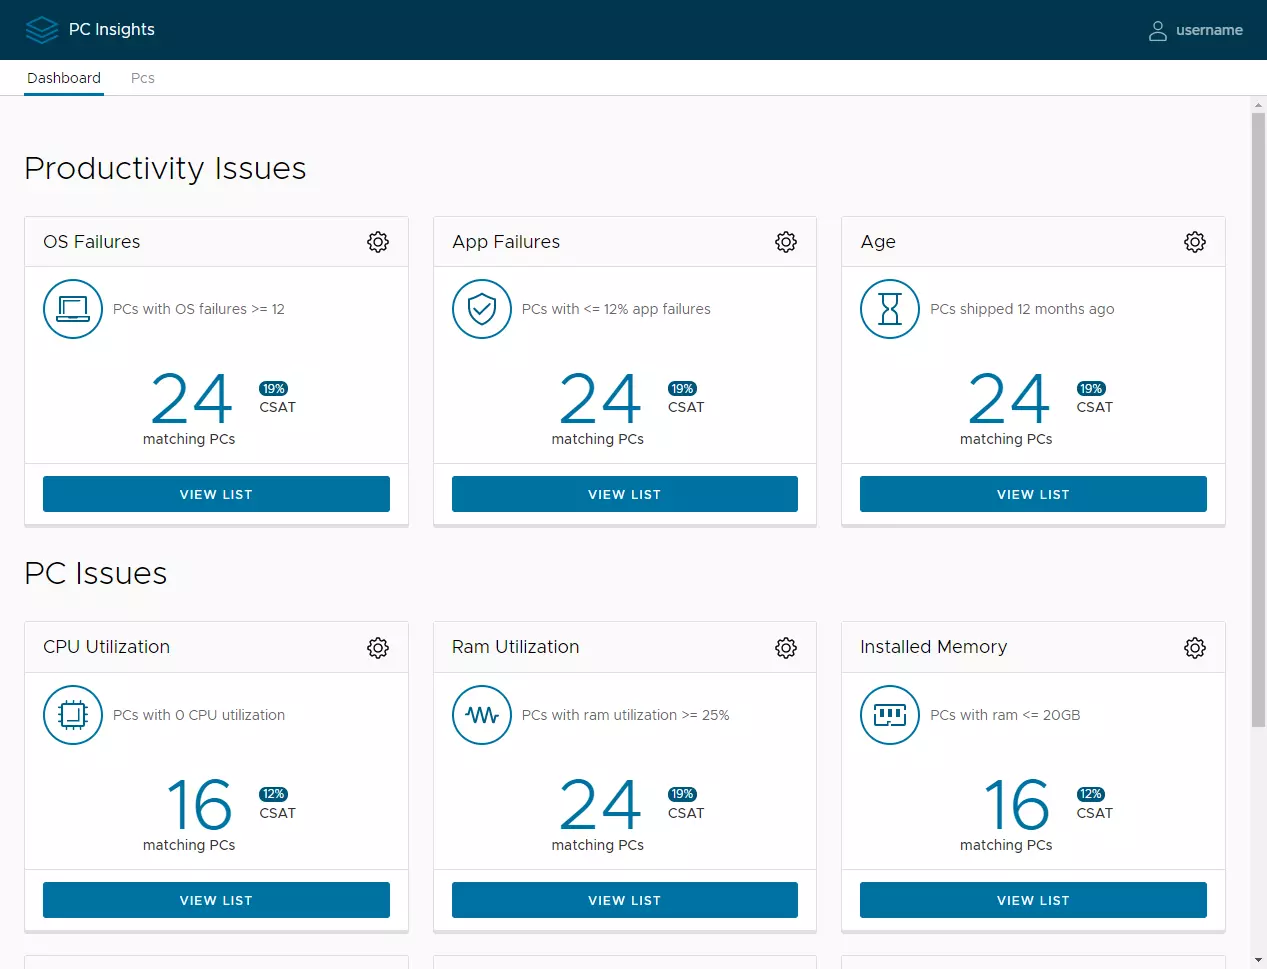 PC Insights
username
Dashboard
Pcs
Productivity Issues
OS Failures
PCs with OS failures >= 12
24
19%
CSAT
matching PCs
VIEW LIST
App Failures
PCs with <= 12% app failures
24
19%
CSAT
matching PCs
VIEW LIST
Age
PCs shipped 12 months ago
24
19%
CSAT
matching PCs
VIEW LIST
PC Issues
CPU Utilization
PCs with 0 CPU utilization
16
12%
CSAT
matching PCs
VIEW LIST
Ram Utilization
PCs with ram utilization >= 25%
24
19%
CSAT
matching PCs
VIEW LIST
Installed Memory
PCs with ram <= 20GB
16
12%
CSAT
matching PCs
VIEW LIST